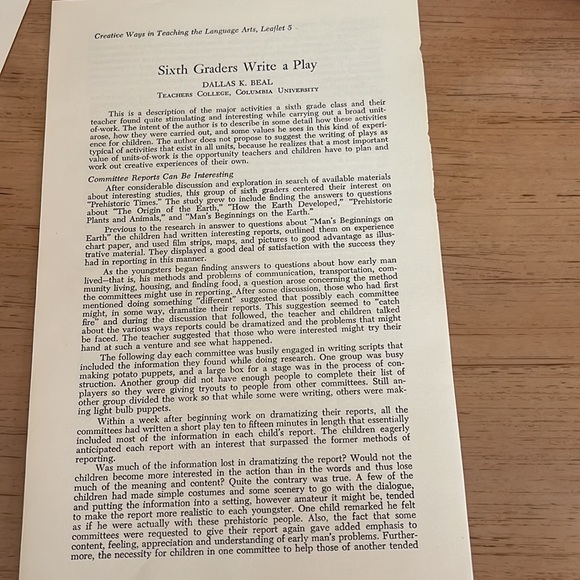 Creative Ways in Teaching the Language Arts, Leaflet 5
Sixth Graders Write a Play
DALLAS K. BEAL
TEACHERS COLLEGE, COLUMBIA UNIVERSITY
This is a description of the major activities a sixth grade class and their
teacher found quite stimulating and interesting while carrying out a broad unit-
of-work. The intent of the author is to describe in some detail how these activities
arose, how they were carried out, and some values he sees in this kind of experi-
ence for children. The author does not propose to suggest the writing of plays as
typical of activities that exist in all units, because he realizes that a most important
value of units-of-work is the opportunity teachers and children have to plan and
work out creative experiences of their own.
Committee Reports Can Be Interesting
After considerable discussion and exploration in search of available materials
about interesting studies, this group of sixth graders centered their interest on
"Prehistoric Times." The study grew to include finding the answers to questions
about "The Origin of the Earth," "How the Earth Developed," "Prehistoric
Plants and Animals," and "Man's Beginnings on the Earth."
Previous to the research in answer to questions about "Man's Beginnings on
Earth" the children had written interesting reports, outlined them on experience
chart paper, and used film strips, maps, and pictures to good advantage as illus-
trative material. They displayed a good deal of satisfaction with the success they
had in reporting in this manner.
As the youngsters began finding answers to questions about how early man
lived—that is, his methods and problems of communication, transportation, com-
munity living, housing, and finding food, a question arose concerning the method
the committees might use in reporting. After some discussion, those who had first
mentioned doing something "different" suggested that possibly each committee
might, in some way, dramatize their reports. This suggestion seemed to "catch
fire" and during the discussion that followed, the teacher and children talked
about the various ways reports could be dramatized and the problems that might
be faced. The teacher suggested that those who were interested might try their
hand at such a venture and see what happened.
The following day each committee was busily engaged in writing scripts that
included the information they found while doing research. One group was busy
making potato puppets, and a large box for a stage was in the process of con-
struction. Another group did not have enough people to complete their list of
players so they were giving tryouts to people from other committees. Still an-
other group divided the work so that while some were writing, others were mak-
ing light bulb puppets.
Within a week after beginning work on dramatizing their reports, all the
committees had written a short play ten to fifteen minutes in length that essentially
included most of the information in each child's report. The children eagerly
anticipated each report with an interest that surpassed the former methods of
reporting.
Was much of the information lost in dramatizing the report? Would not the
children become more interested in the action than in the words and thus lose
much of the meaning and content? Quite the contrary was true. A few of the
children had made simple costumes and some scenery to go with the dialogue,
and putting the information into a setting, however amateur it might be, tended
to make the report more realistic to each youngster. One child remarked he felt
as if he were actually with these prehistoric people. Also, the fact that some
committees were requested to give their report again gave added emphasis to
content, feeling, appreciation and understanding of early man's problems. Further-
more, the necessity for children in one committee to help those of another tended